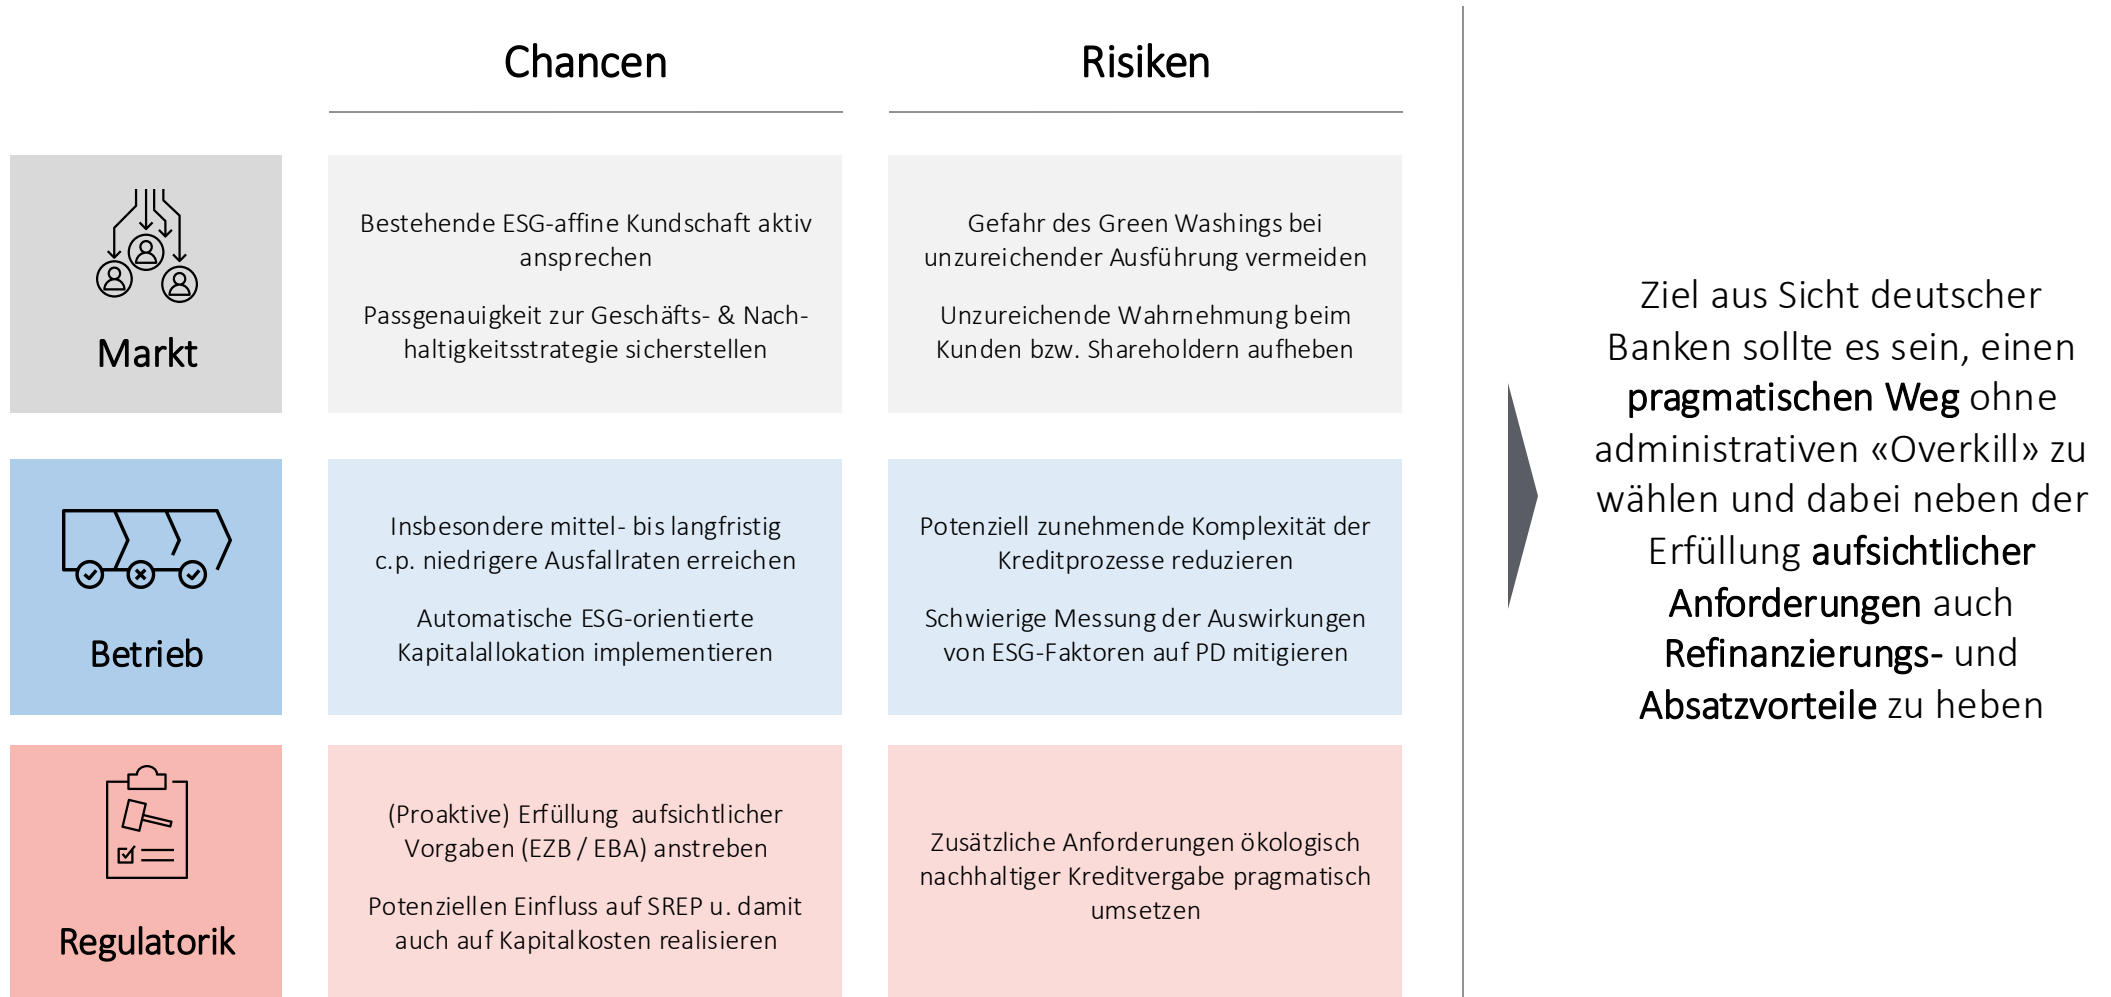 Chancen
Risiken
Markt
Bestehende ESG-affine Kundschaft aktiv
ansprechen
Passgenauigkeit zur Geschäfts- & Nach-
haltigkeitsstrategie sicherstellen
Gefahr des Green Washings bei
unzureichender Ausführung vermeiden
Unzureichende Wahrnehmung beim
Kunden bzw. Shareholdern aufheben
Betrieb
Insbesondere mittel- bis langfristig
c.p. niedrigere Ausfallraten erreichen
Automatische ESG-orientierte
Kapitalallokation implementieren
Potenziell zunehmende Komplexität der
Kreditprozesse reduzieren
Schwierige Messung der Auswirkungen
von ESG-Faktoren auf PD mitigieren
Regulatorik
(Proaktive) Erfüllung aufsichtlicher
Vorgaben (EZB / EBA) anstreben
Potenziellen Einfluss auf SREP u. damit
auch auf Kapitalkosten realisieren
Zusätzliche Anforderungen ökologisch
nachhaltiger Kreditvergabe pragmatisch
umsetzen
Ziel aus Sicht deutscher
Banken sollte es sein, einen
pragmatischen Weg ohne
administrativen «Overkill» zu
wählen und dabei neben der
Erfüllung aufsichtlicher
Anforderungen auch
Refinanzierungs- und
Absatzvorteile zu heben